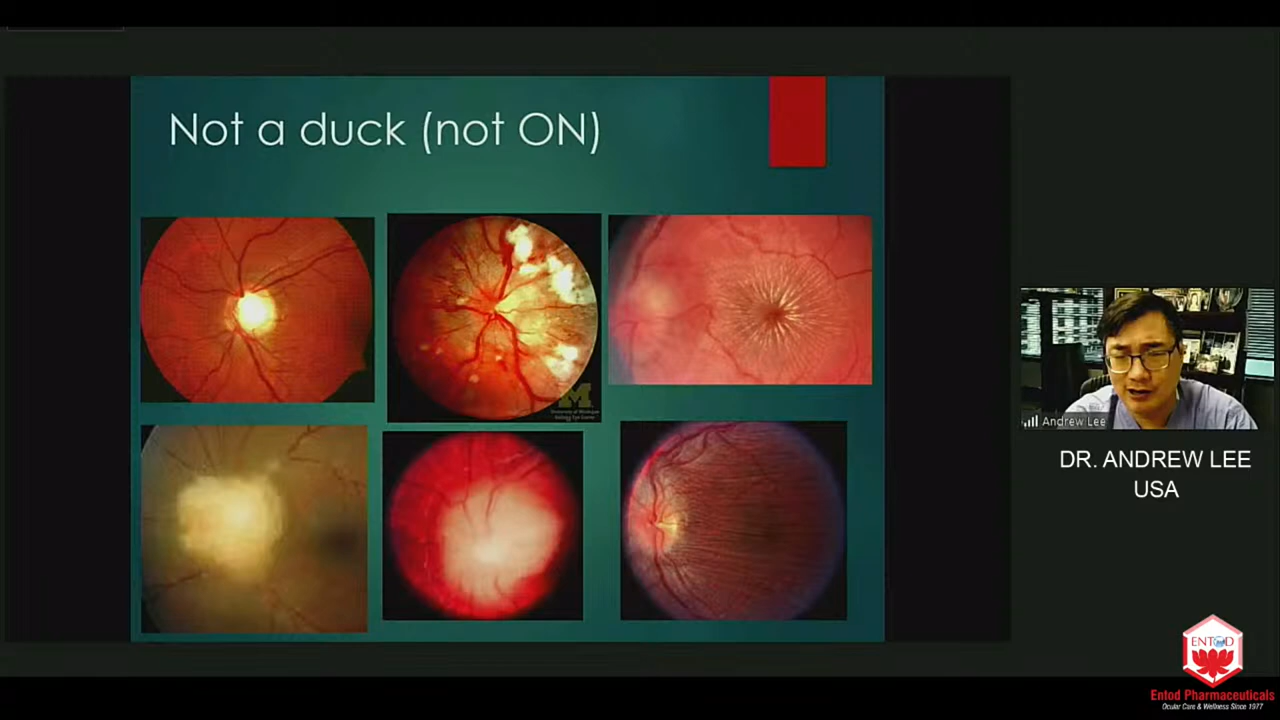 Not a duck (not ON)
Andrew Lee
DR. ANDREW LEE
USA
ENTOD
Entod Pharmaceuticals
Ocular Care & Wellness Since 1977